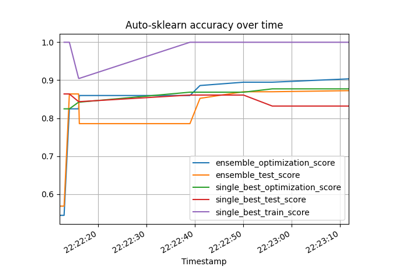 Auto-sklearn accuracy over time
1.0
0.9
0.8
0.7
0.6
ensemble_optimization_score
ensemble_test_score
single_best_optimization_score
single_best_test_score
single_best_train_score
22:22:20
22:22:30
22:22:40
22:22:50
22:23:00
22:23:10
Timestamp